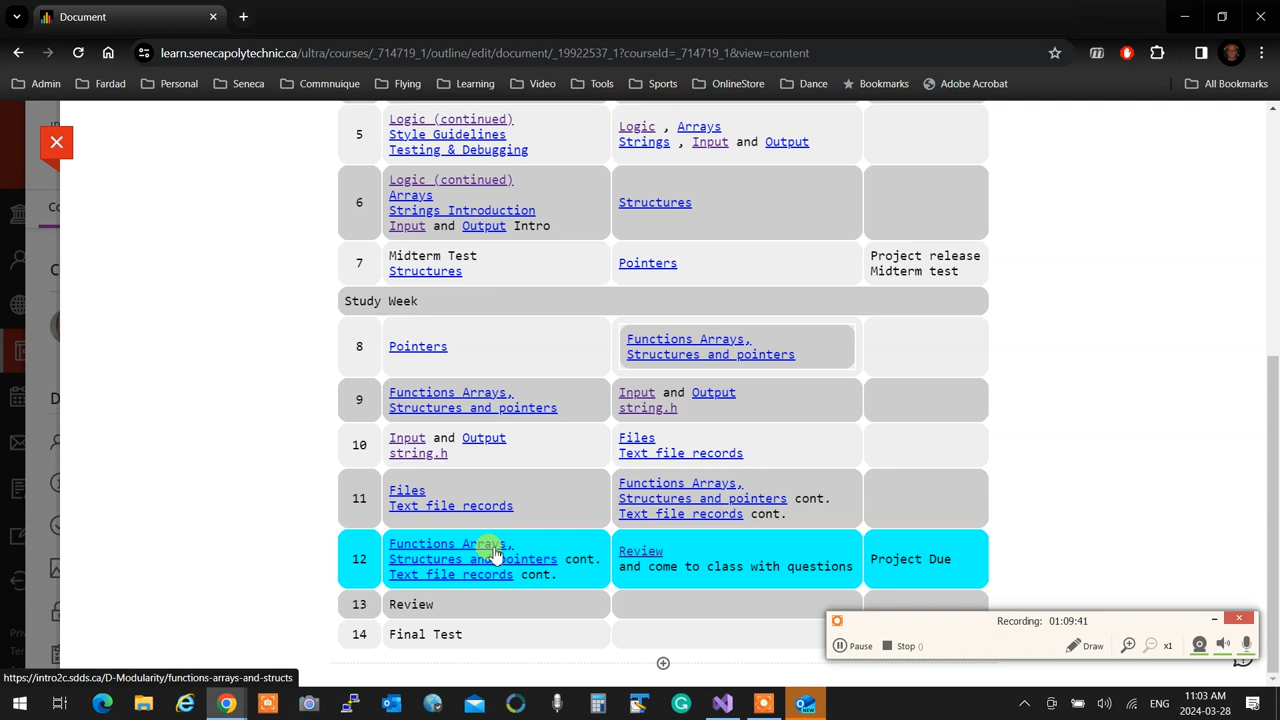 Document
learn.senecapolytechnic.ca/ultra/courses/_714719_1/outline/edit/document/_19922537_1?courseId=_714719_1&view=content
Admin Fardad Personal Seneca Commnuique Flying Learning Video Tools Sports OnlineStore Dance Bookmarks Adobe Acrobat All Bookmarks
5
Logic (continued)
Style Guidelines
Testing & Debugging
Logic , Arrays
Strings , Input and Output
6
Logic (continued)
Arrays
Strings Introduction
Input and Output Intro
Structures
7
Midterm Test
Structures
Pointers
Project release
Midterm test
Study Week
8
Pointers
Functions Arrays,
Structures and pointers
9
Functions Arrays,
Structures and pointers
Input and Output
string.h
10
Input and Output
string.h
Files
Text file records
11
Files
Text file records
Functions Arrays,
Structures and pointers cont.
Text file records cont.
12
Functions Arrays,
Structures and pointers cont.
Text file records cont.
Review
and come to class with questions
Project Due
13
Review
14
Final Test
Recording: 01:09:41
Pause Stop () Draw x1
https://intro2c.sdds.ca/D-Modularity/functions-arrays-and-structs
ENG
11:03 AM
2024-03-28